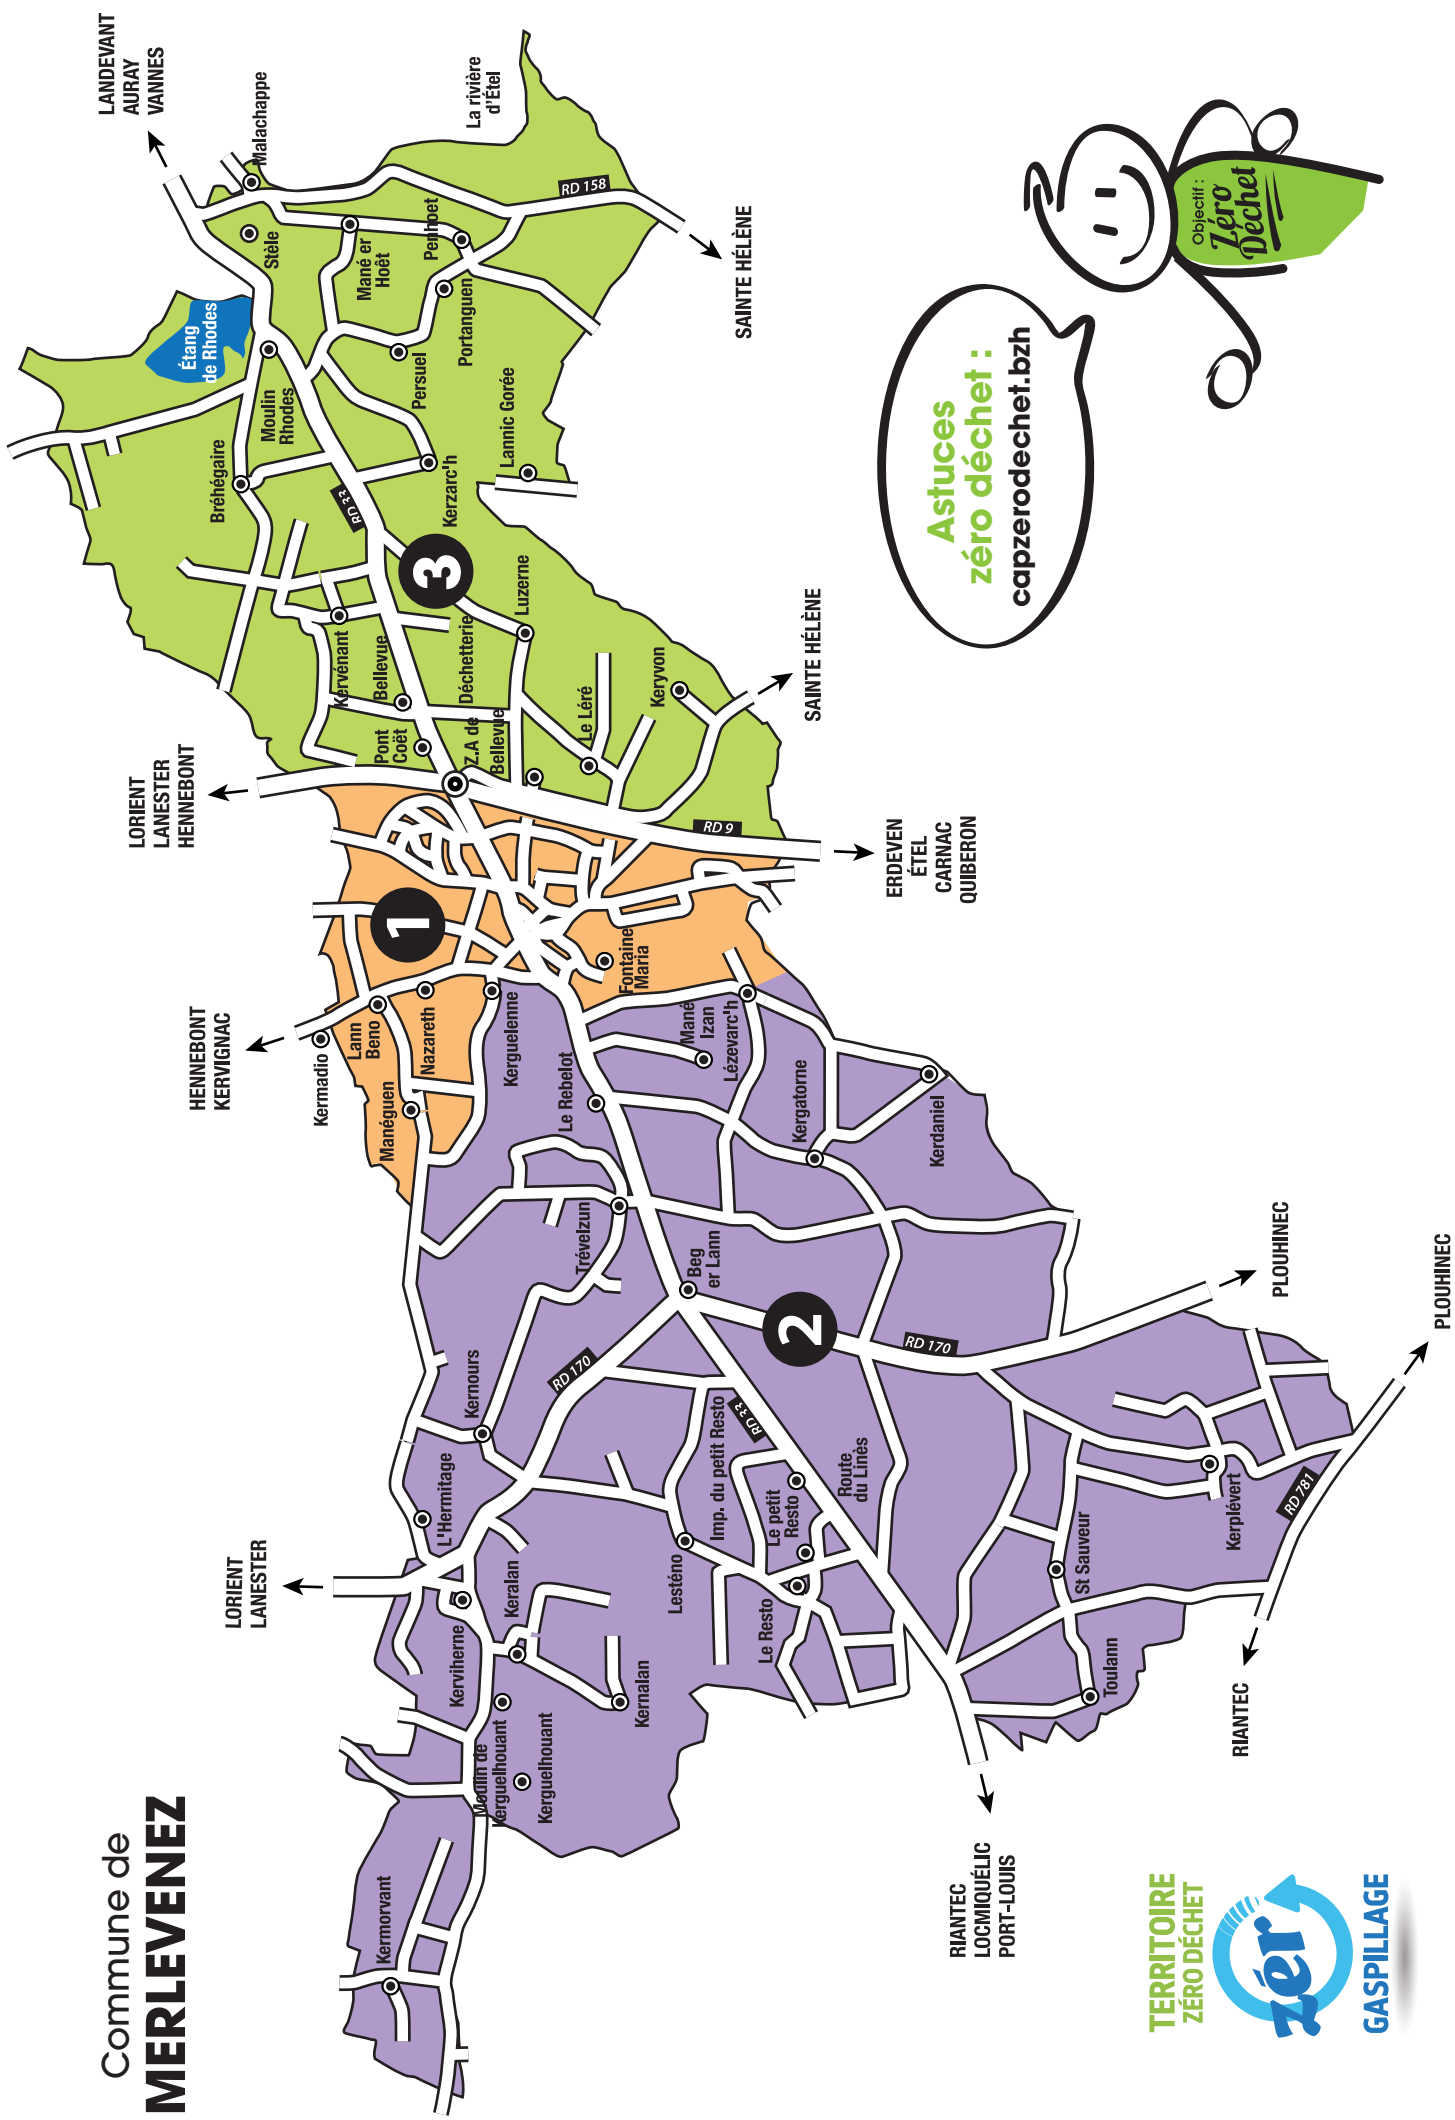 Commune de
MERLEVENEZ
LORIENT
LANESTER
HENNEBONT
KERVIGNAC
LORIENT
LANESTER
HENNEBONT
LANDEVANT
AURAY
VANNES
Kermorvant
Moulin de
Kerguelhouant
Kerguelhouant
Kerviherne
Keralan
Kernalan
L'Hermitage
Kernours
Lesténo
Le Resto
Imp. du petit Resto
Le petit
Resto
Route
du Linès
RD 170
RD 33
Trévelzun
Beg
er Lann
2
RD 170
Le Rebelot
Kergatorne
Kerdaniel
Lézevarc'h
Mané
Izan
St Sauveur
Toulann
Kerplévert
RD 781
Kermadio
Lann
Beno
Manéguen
Nazareth
Kerguelenne
1
Fontaine
Maria
Pont
Coët
Bellevue
Kervénant
Z.A de
Bellevue
Déchetterie
Luzerne
Le Léré
Keryvon
RD 9
3
RD 33
Bréhégaire
Moulin
Rhodes
Étang
de Rhodes
Kerzarc'h
Lannic Gorée
Persuel
Portanguen
Penhoet
Mané er
Hoët
Stèle
Malachappe
La rivière
d'Étel
RD 158
SAINTE HÉLÈNE
SAINTE HÉLÈNE
ERDEVEN
ÉTEL
CARNAC
QUIBERON
PLOUHINEC
PLOUHINEC
RIANTEC
RIANTEC
LOCMIQUÉLIC
PORT-LOUIS
Astuces
zéro déchet :
capzerodechet.bzh
Objectif :
Zéro
Déchet
TERRITOIRE
ZÉRO DÉCHET
zér
GASPILLAGE